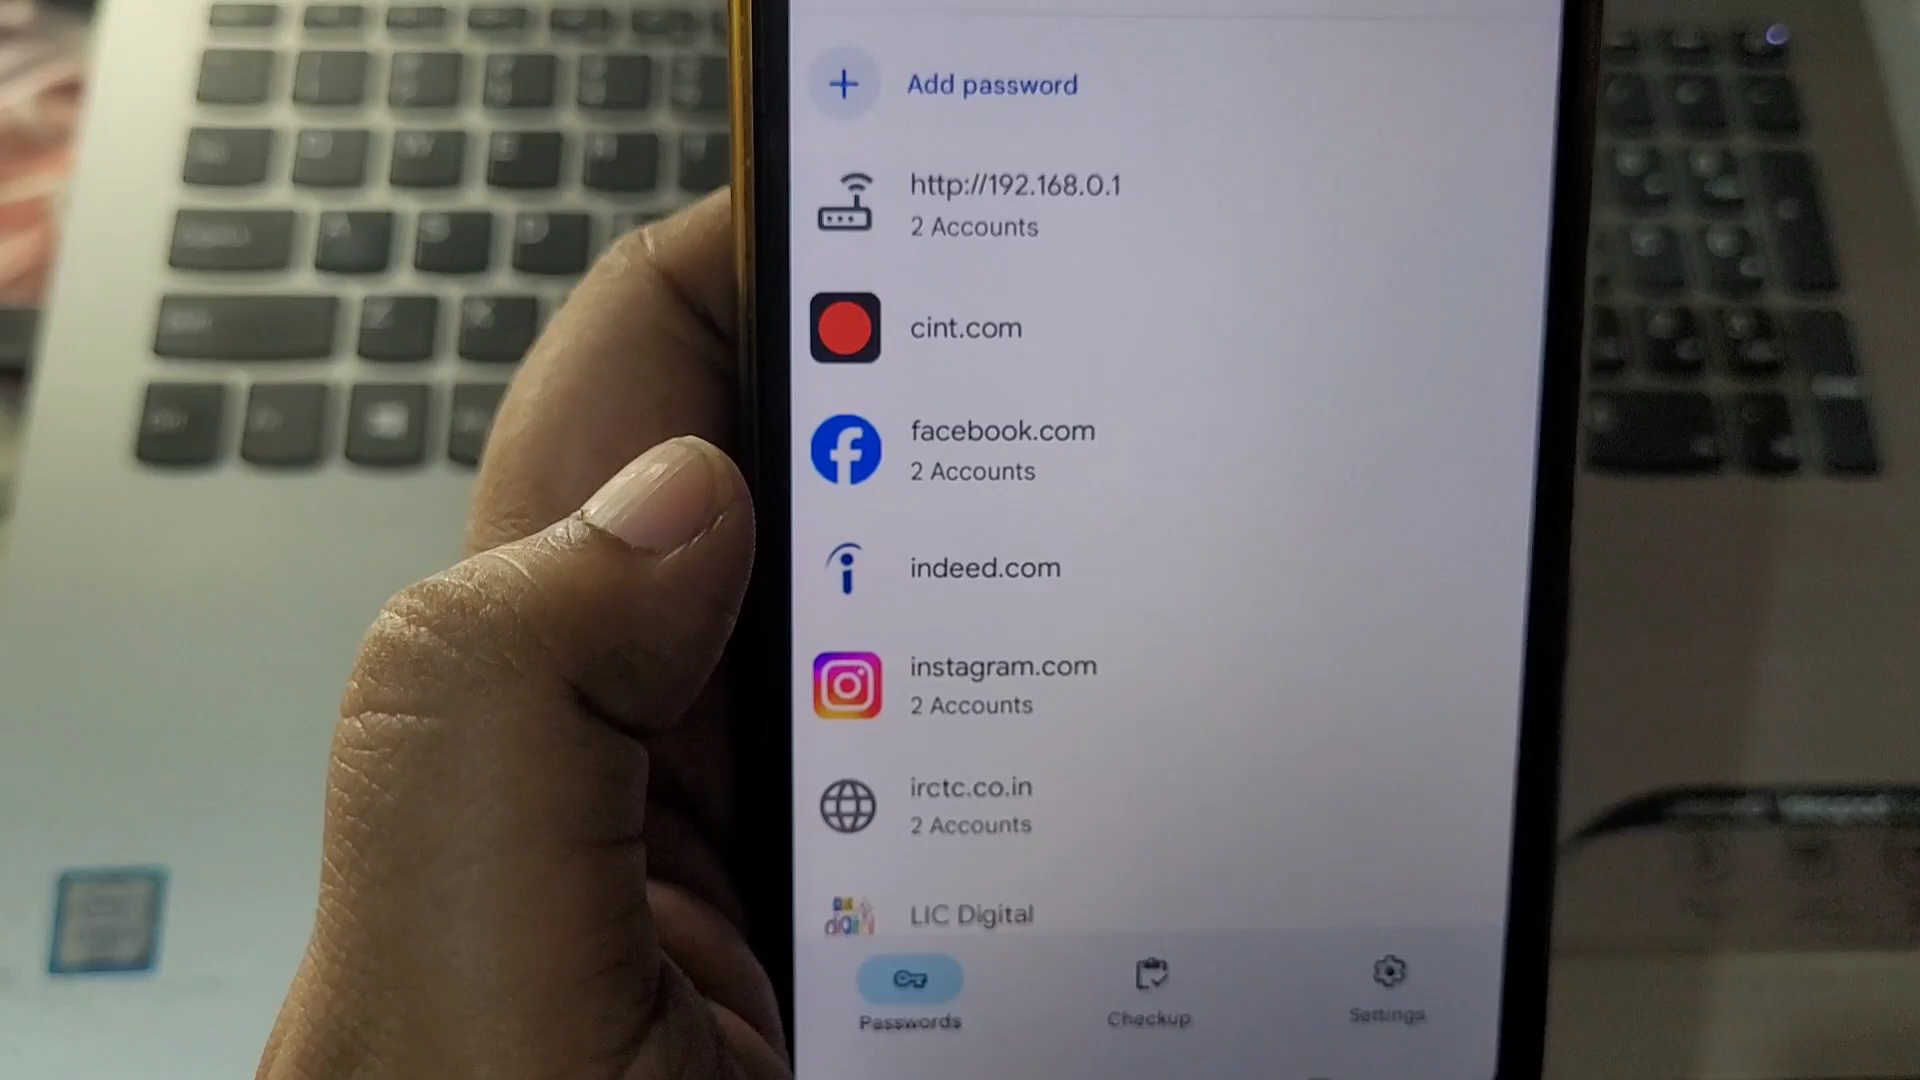 Add password
http://192.168.0.1
2 Accounts
cint.com
facebook.com
2 Accounts
indeed.com
instagram.com
2 Accounts
irctc.co.in
2 Accounts
LIC Digital
Passwords
Checkup
Settings